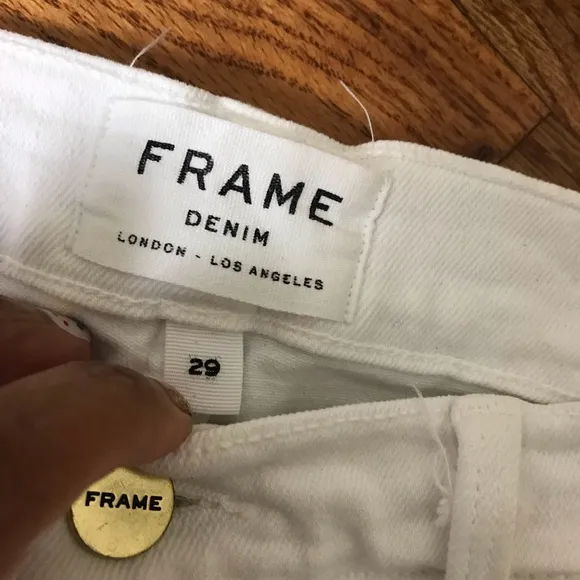 FRAME
DENIM
LONDON - LOS ANGELES
29
FRAME